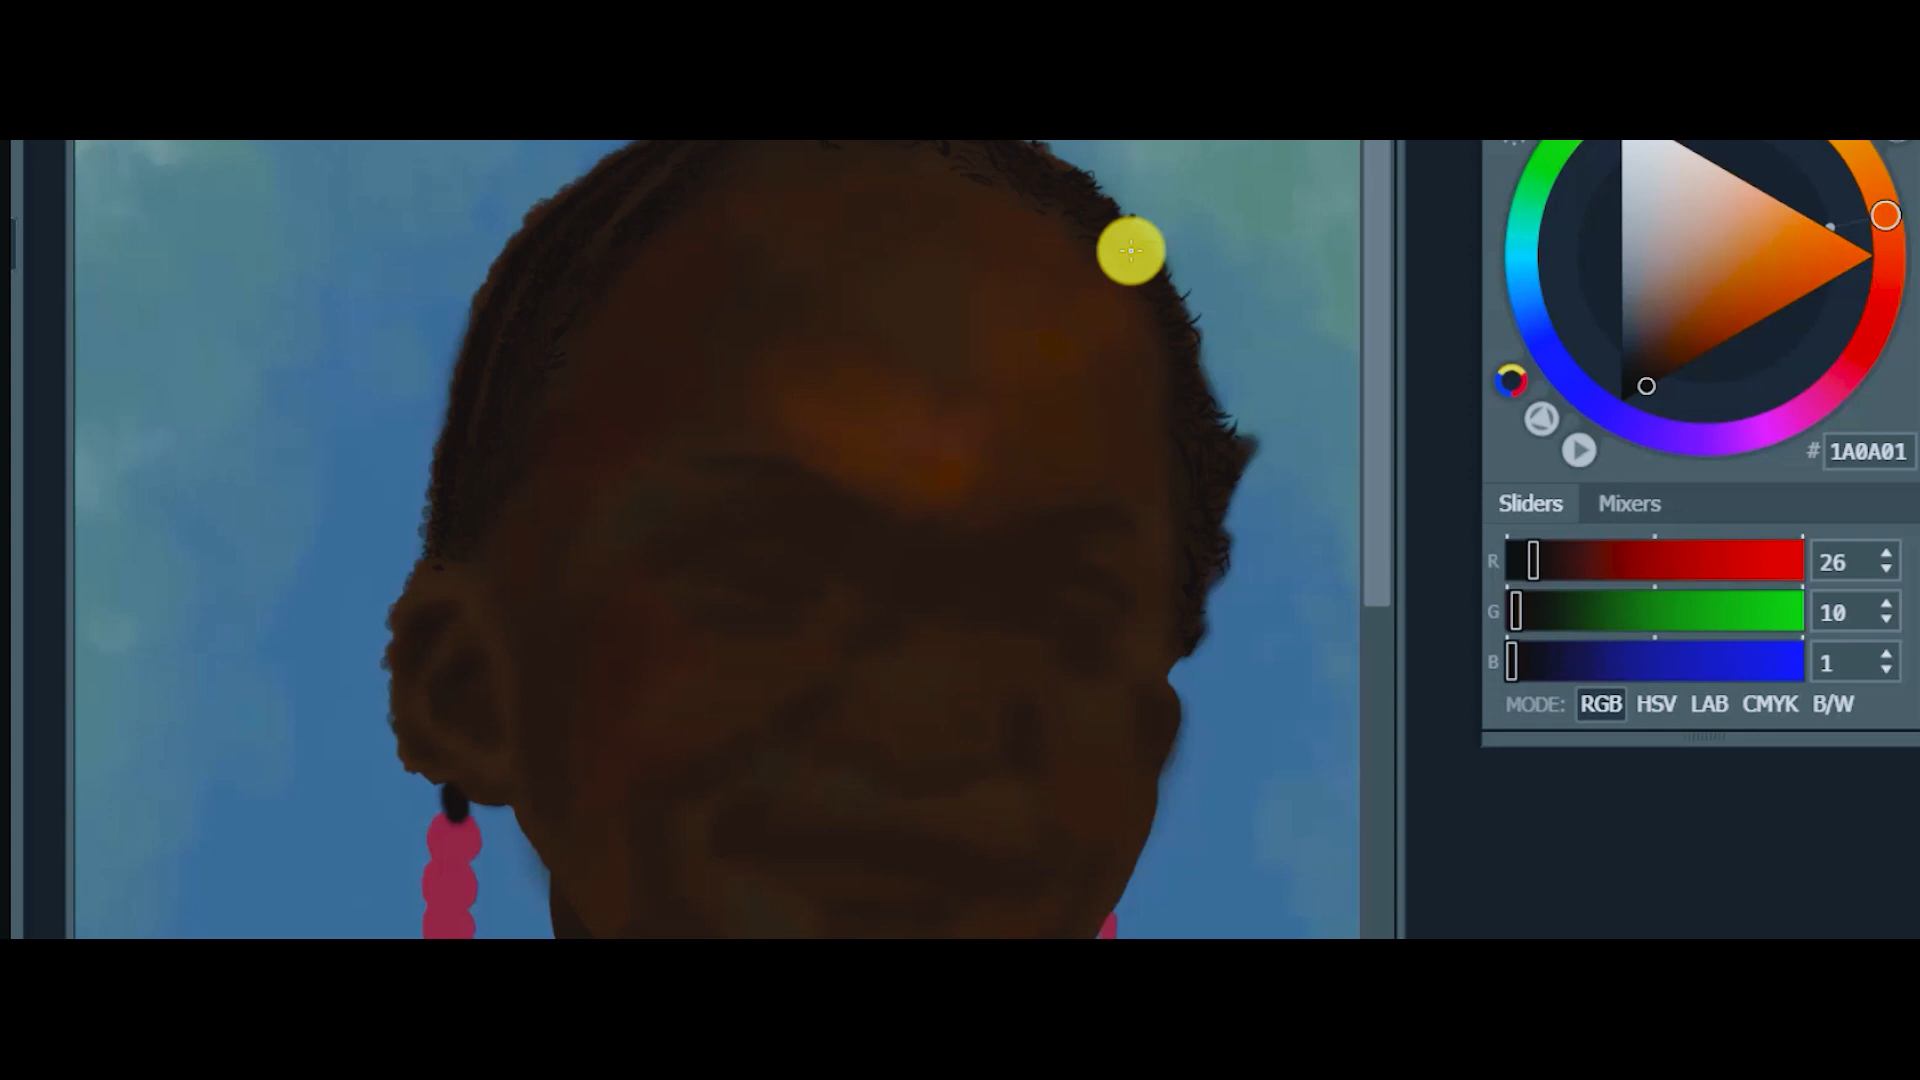 # 1A0A01
Sliders Mixers
R 26
G 10
B 1
MODE: RGB HSV LAB CMYK B/W